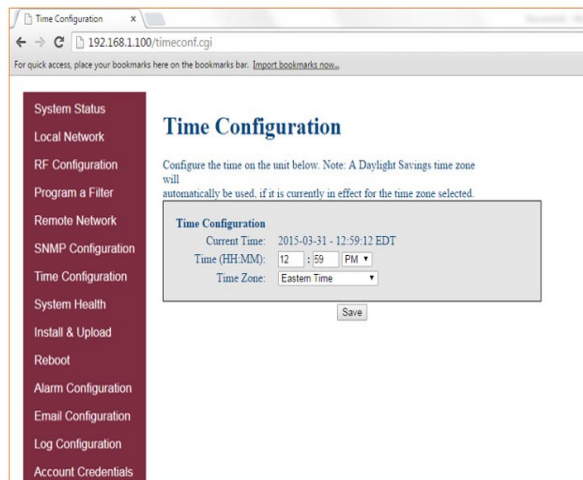 Time Configuration x
192.168.1.100/timeconf.cgi
For quick access, place your bookmarks here on the bookmarks bar. Import bookmarks now...
System Status
Local Network
RF Configuration
Program a Filter
Remote Network
SNMP Configuration
Time Configuration
System Health
Install & Upload
Reboot
Alarm Configuration
Email Configuration
Log Configuration
Account Credentials
Time Configuration
Configure the time on the unit below. Note: A Daylight Savings time zone
will
automatically be used, if it is currently in effect for the time zone selected.
Time Configuration
Current Time: 2015-03-31 - 12:59:12 EDT
Time (HH:MM): 12 : 59 PM
Time Zone: Eastern Time
Save